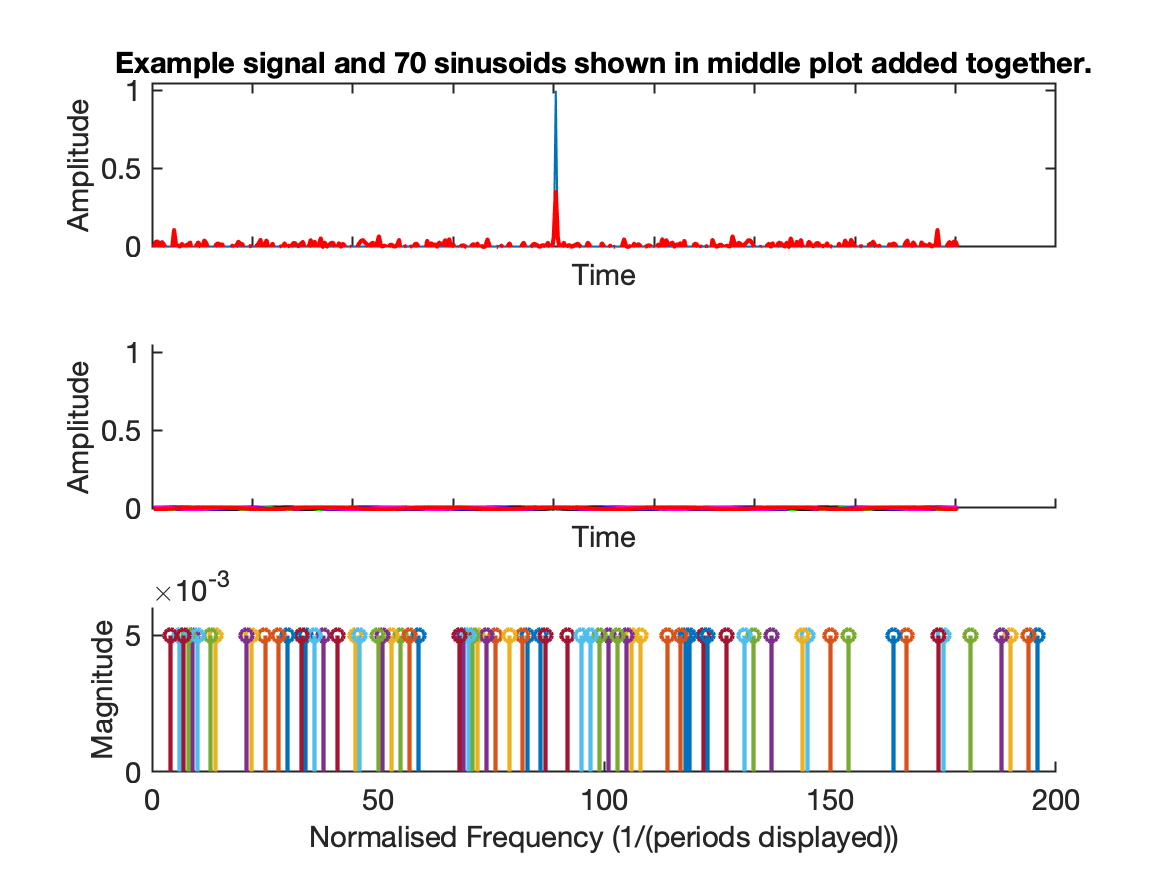 Example signal and 70 sinusoids shown in middle plot added together.
1
0.5
0
Amplitude
Time
1
0.5
0
Amplitude
Time
×10-3
5
0
Magnitude
0 50 100 150 200
Normalised Frequency (1/(periods displayed))